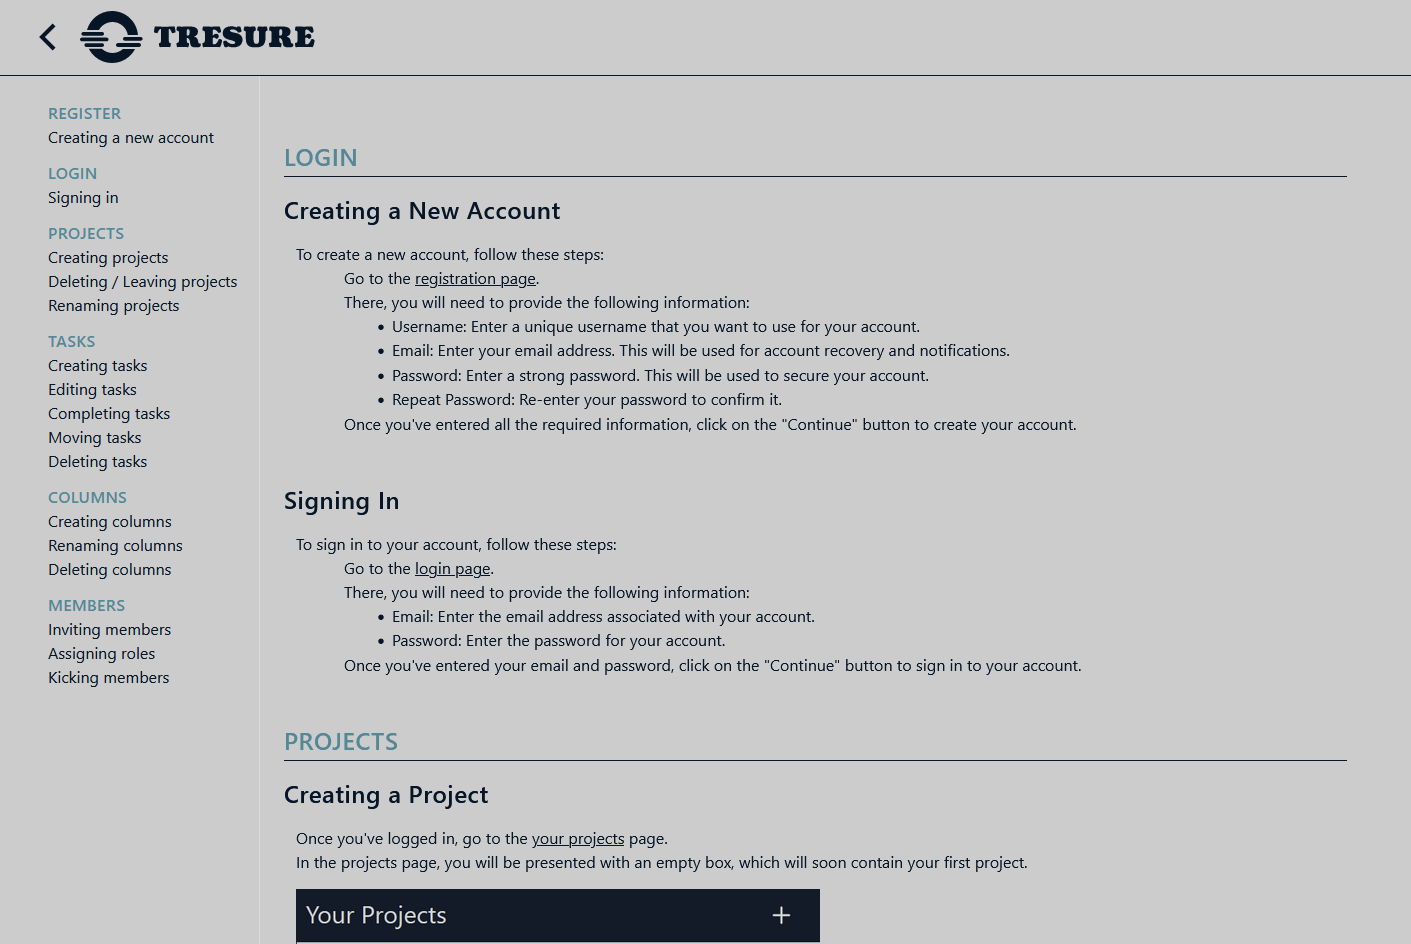 TRESURE
REGISTER
Creating a new account
LOGIN
Signing in
PROJECTS
Creating projects
Deleting / Leaving projects
Renaming projects
TASKS
Creating tasks
Editing tasks
Completing tasks
Moving tasks
Deleting tasks
COLUMNS
Creating columns
Renaming columns
Deleting columns
MEMBERS
Inviting members
Assigning roles
Kicking members
LOGIN
Creating a New Account
To create a new account, follow these steps:
Go to the registration page.
There, you will need to provide the following information:
• Username: Enter a unique username that you want to use for your account.
• Email: Enter your email address. This will be used for account recovery and notifications.
• Password: Enter a strong password. This will be used to secure your account.
• Repeat Password: Re-enter your password to confirm it.
Once you've entered all the required information, click on the "Continue" button to create your account.
Signing In
To sign in to your account, follow these steps:
Go to the login page.
There, you will need to provide the following information:
• Email: Enter the email address associated with your account.
• Password: Enter the password for your account.
Once you've entered your email and password, click on the "Continue" button to sign in to your account.
PROJECTS
Creating a Project
Once you've logged in, go to the your projects page.
In the projects page, you will be presented with an empty box, which will soon contain your first project.
Your Projects +